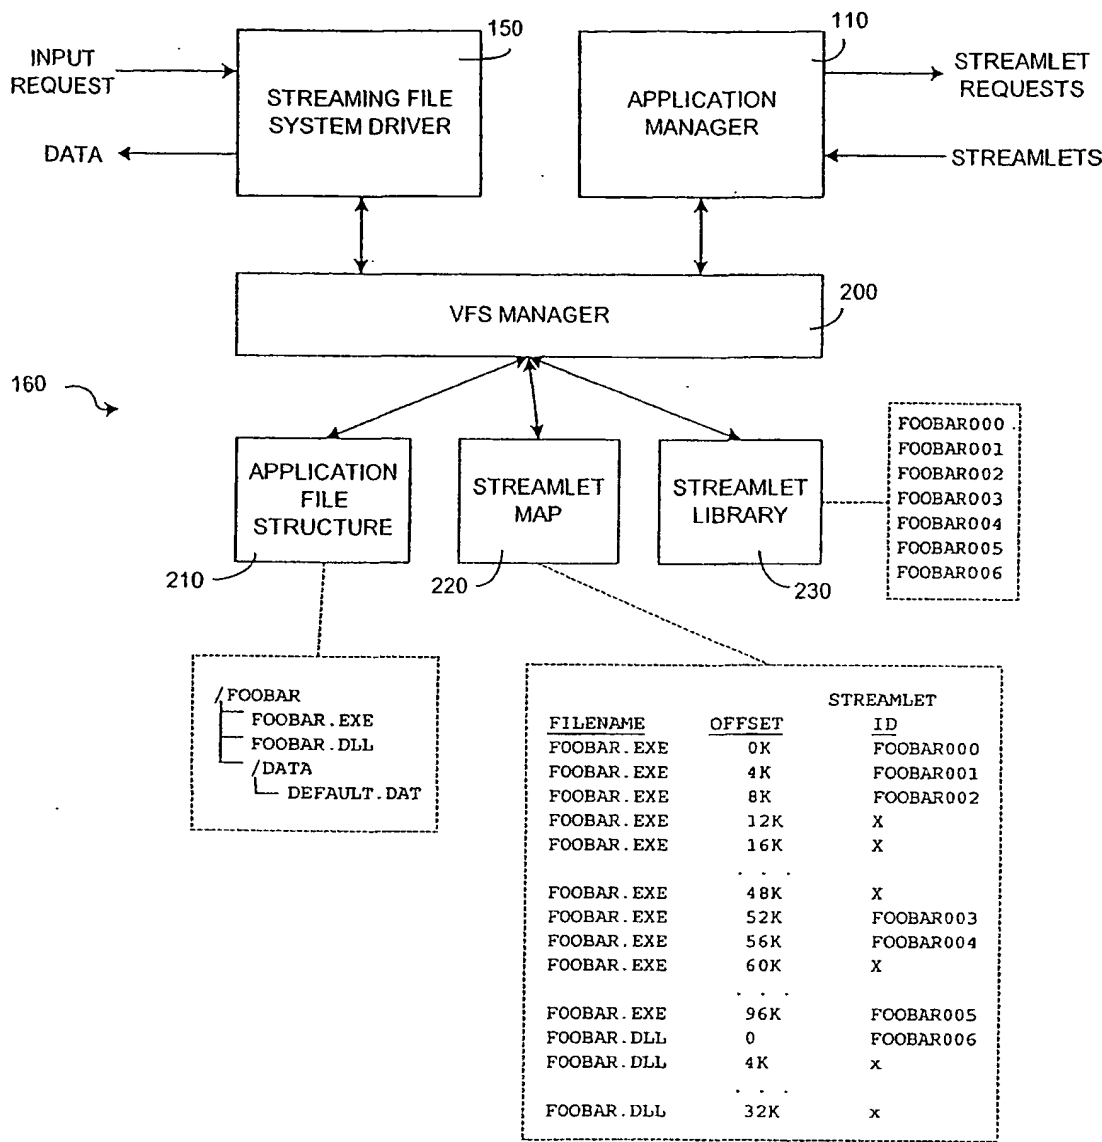 150
110
INPUT
REQUEST
STREAMING FILE
SYSTEM DRIVER
DATA
APPLICATION
MANAGER
STREAMLET
REQUESTS
STREAMLETS
VFS MANAGER
200
160
APPLICATION
FILE
STRUCTURE
210
STREAMLET
MAP
220
STREAMLET
LIBRARY
230
FOOBAR000
FOOBAR001
FOOBAR002
FOOBAR003
FOOBAR004
FOOBAR005
FOOBAR006
/FOOBAR
FOOBAR.EXE
FOOBAR.DLL
/DATA
DEFAULT.DAT
STREAMLET
FILENAME OFFSET ID
FOOBAR.EXE 0K FOOBAR000
FOOBAR.EXE 4K FOOBAR001
FOOBAR.EXE 8K FOOBAR002
FOOBAR.EXE 12K X
FOOBAR.EXE 16K X
. . .
FOOBAR.EXE 48K X
FOOBAR.EXE 52K FOOBAR003
FOOBAR.EXE 56K FOOBAR004
FOOBAR.EXE 60K X
. . .
FOOBAR.EXE 96K FOOBAR005
FOOBAR.DLL 0 FOOBAR006
FOOBAR.DLL 4K x
. . .
FOOBAR.DLL 32K x